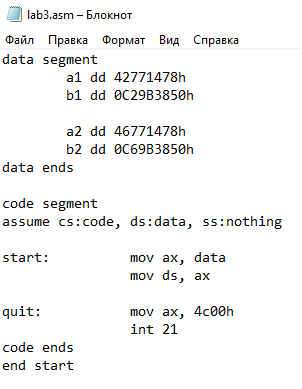 lab3.asm – Блокнот
Файл Правка Формат Вид Справка
data segment
a1 dd 42771478h
b1 dd 0C29B3850h
a2 dd 46771478h
b2 dd 0C69B3850h
data ends
code segment
assume cs:code, ds:data, ss:nothing
start: mov ax, data
mov ds, ax
quit: mov ax, 4c00h
int 21
code ends
end start